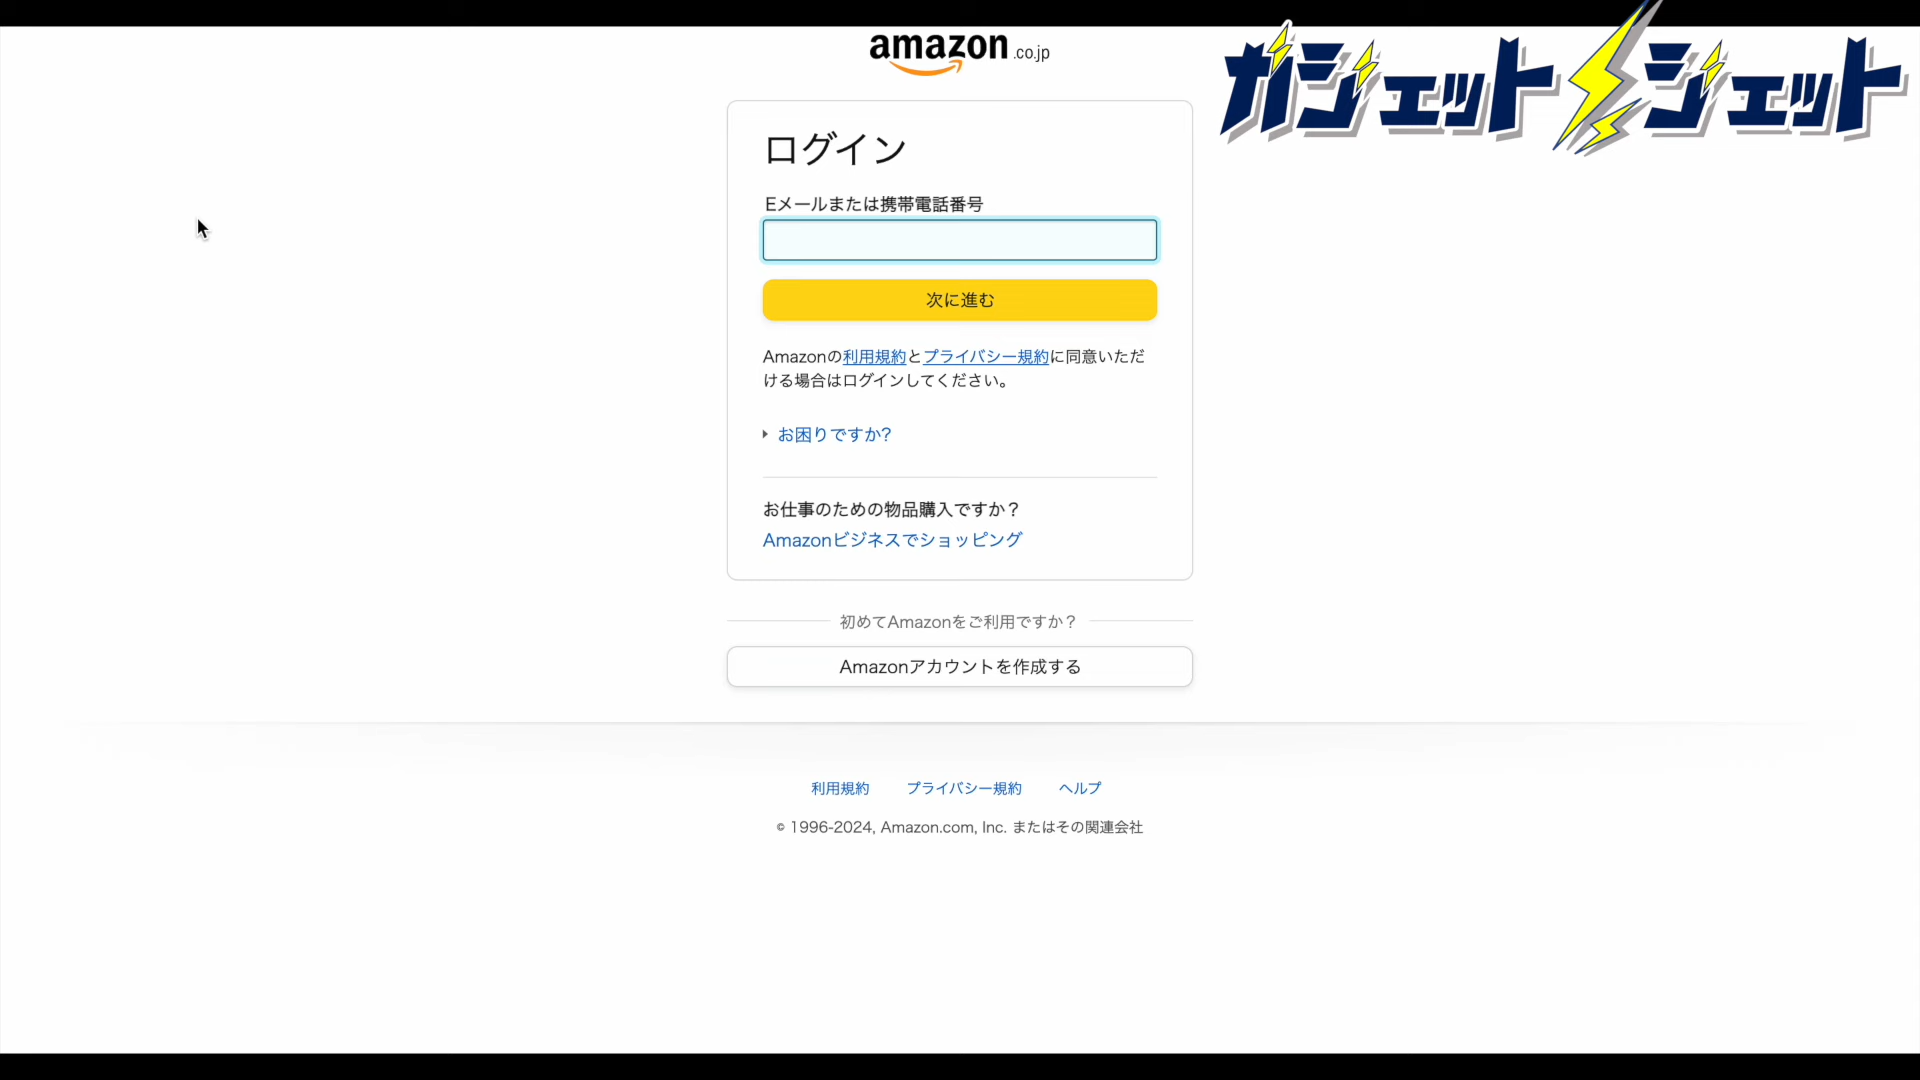 amazon.co.jp
ガジェットジェット
ログイン
Eメールまたは携帯電話番号
次に進む
Amazonの利用規約とプライバシー規約に同意いただ
ける場合はログインしてください。
お困りですか?
お仕事のための物品購入ですか？
Amazonビジネスでショッピング
初めてAmazonをご利用ですか？
Amazonアカウントを作成する
利用規約 プライバシー規約 ヘルプ
© 1996-2024, Amazon.com, Inc. またはその関連会社